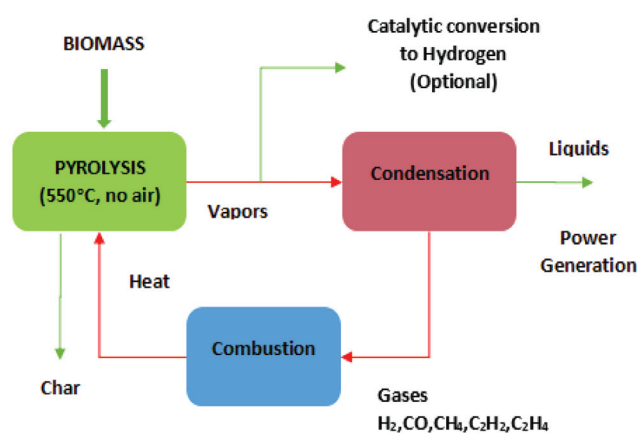 BIOMASS
Catalytic conversion
to Hydrogen
(Optional)
PYROLYSIS
(550°C, no air)
Vapors
Condensation
Liquids
Power
Generation
Heat
Combustion
Char
Gases
H₂,CO,CH₄,C₂H₂,C₂H₄